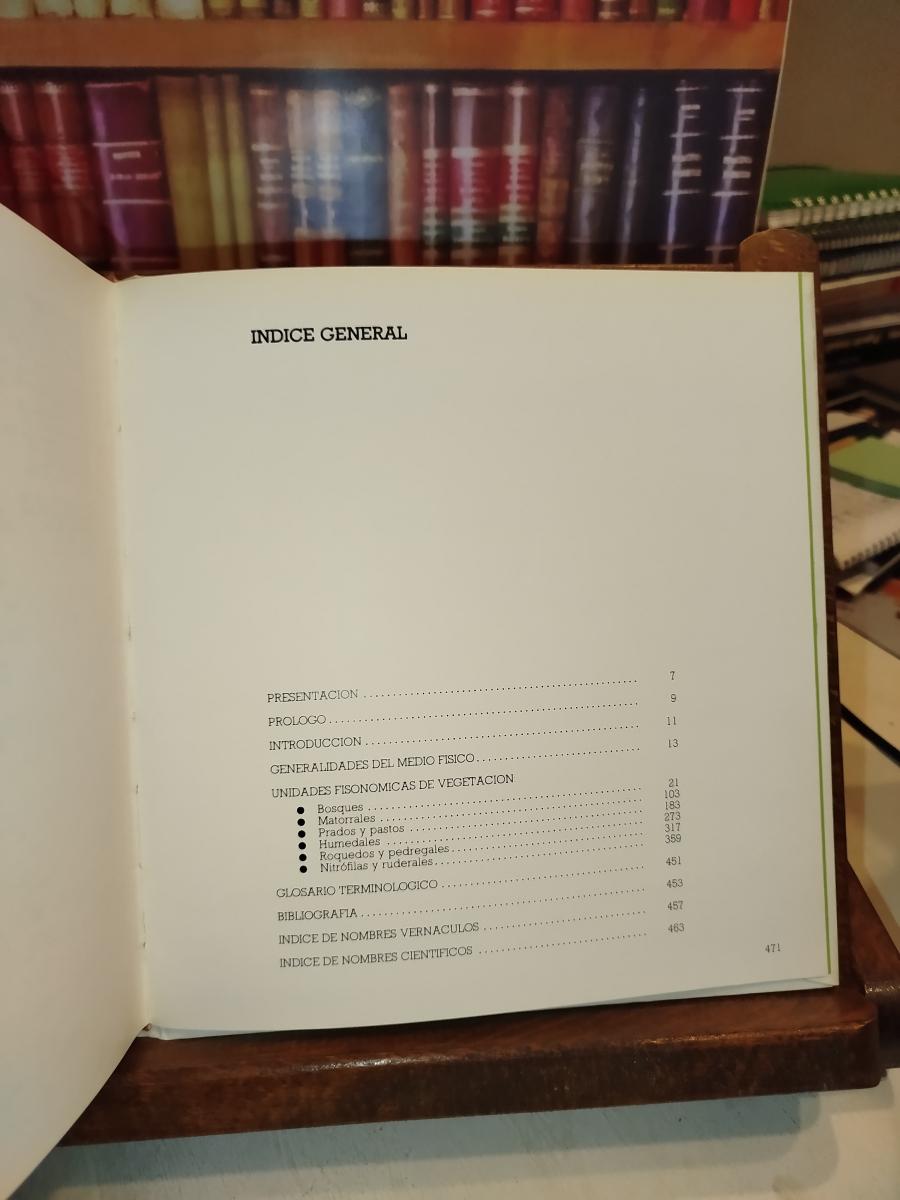 INDICE GENERAL
PRESENTACION ........ 7
PROLOGO ........ 9
INTRODUCCION ........ 11
GENERALIDADES DEL MEDIO FISICO ........ 13
UNIDADES FISONOMICAS DE VEGETACION
● Bosques ........ 21
● Matorrales ........ 103
● Prados y pastos ........ 183
● Humedales ........ 273
● Roquedos y pedregales ........ 317
● Nitrófilas y ruderales ........ 359
GLOSARIO TERMINOLOGICO ........ 451
BIBLIOGRAFIA ........ 453
INDICE DE NOMBRES VERNACULOS ........ 457
INDICE DE NOMBRES CIENTIFICOS ........ 463
471